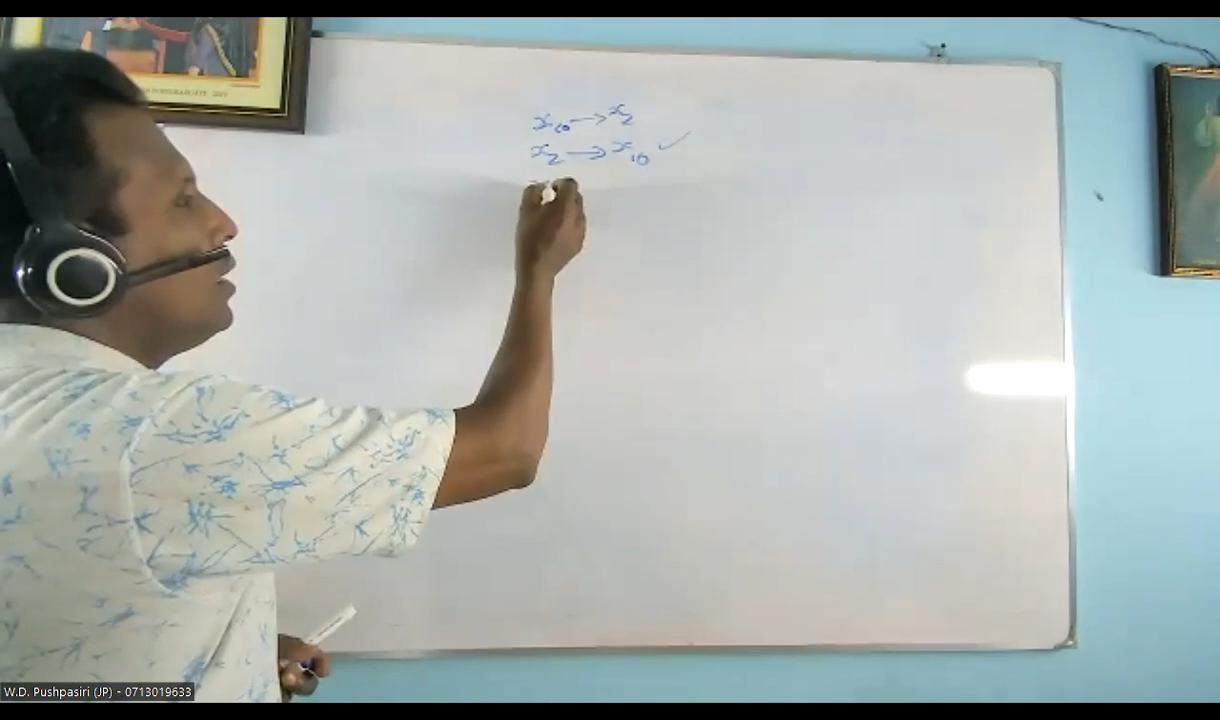 x₁₀ → x₂
x₂ → x₁₀ ✓
W.D. Pushpasiri (JP) - 0713019633